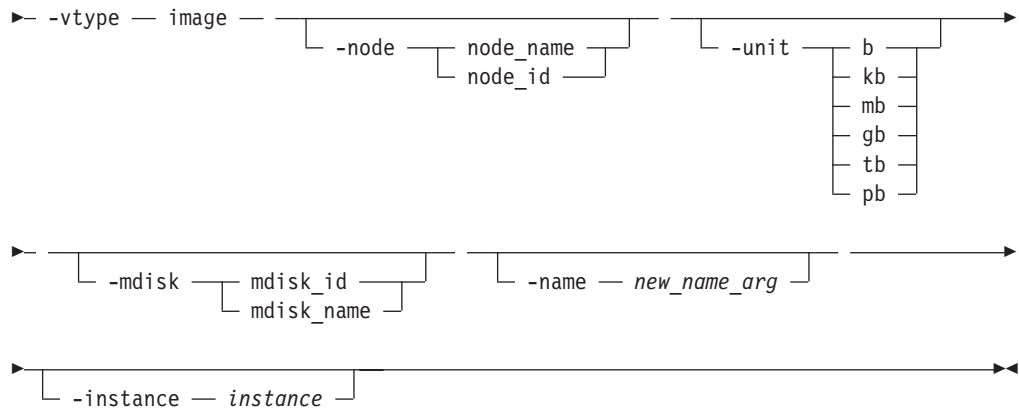 -vtype image
-node node_name
node_id
-unit b
kb
mb
gb
tb
pb
-mdisk mdisk_id
mdisk_name
-name new_name_arg
-instance instance